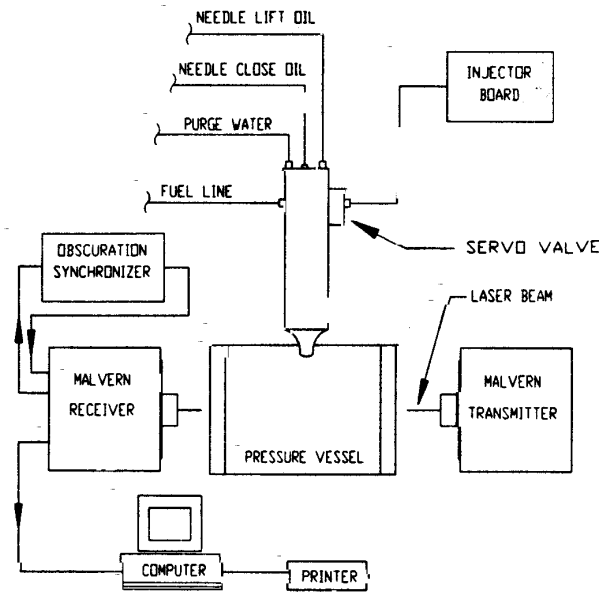 NEEDLE LIFT OIL
NEEDLE CLOSE OIL
INJECTOR
BOARD
PURGE WATER
FUEL LINE
OBSCURATION
SYNCHRONIZER
SERVO VALVE
LASER BEAM
MALVERN
RECEIVER
MALVERN
TRANSMITTER
PRESSURE VESSEL
COMPUTER
PRINTER